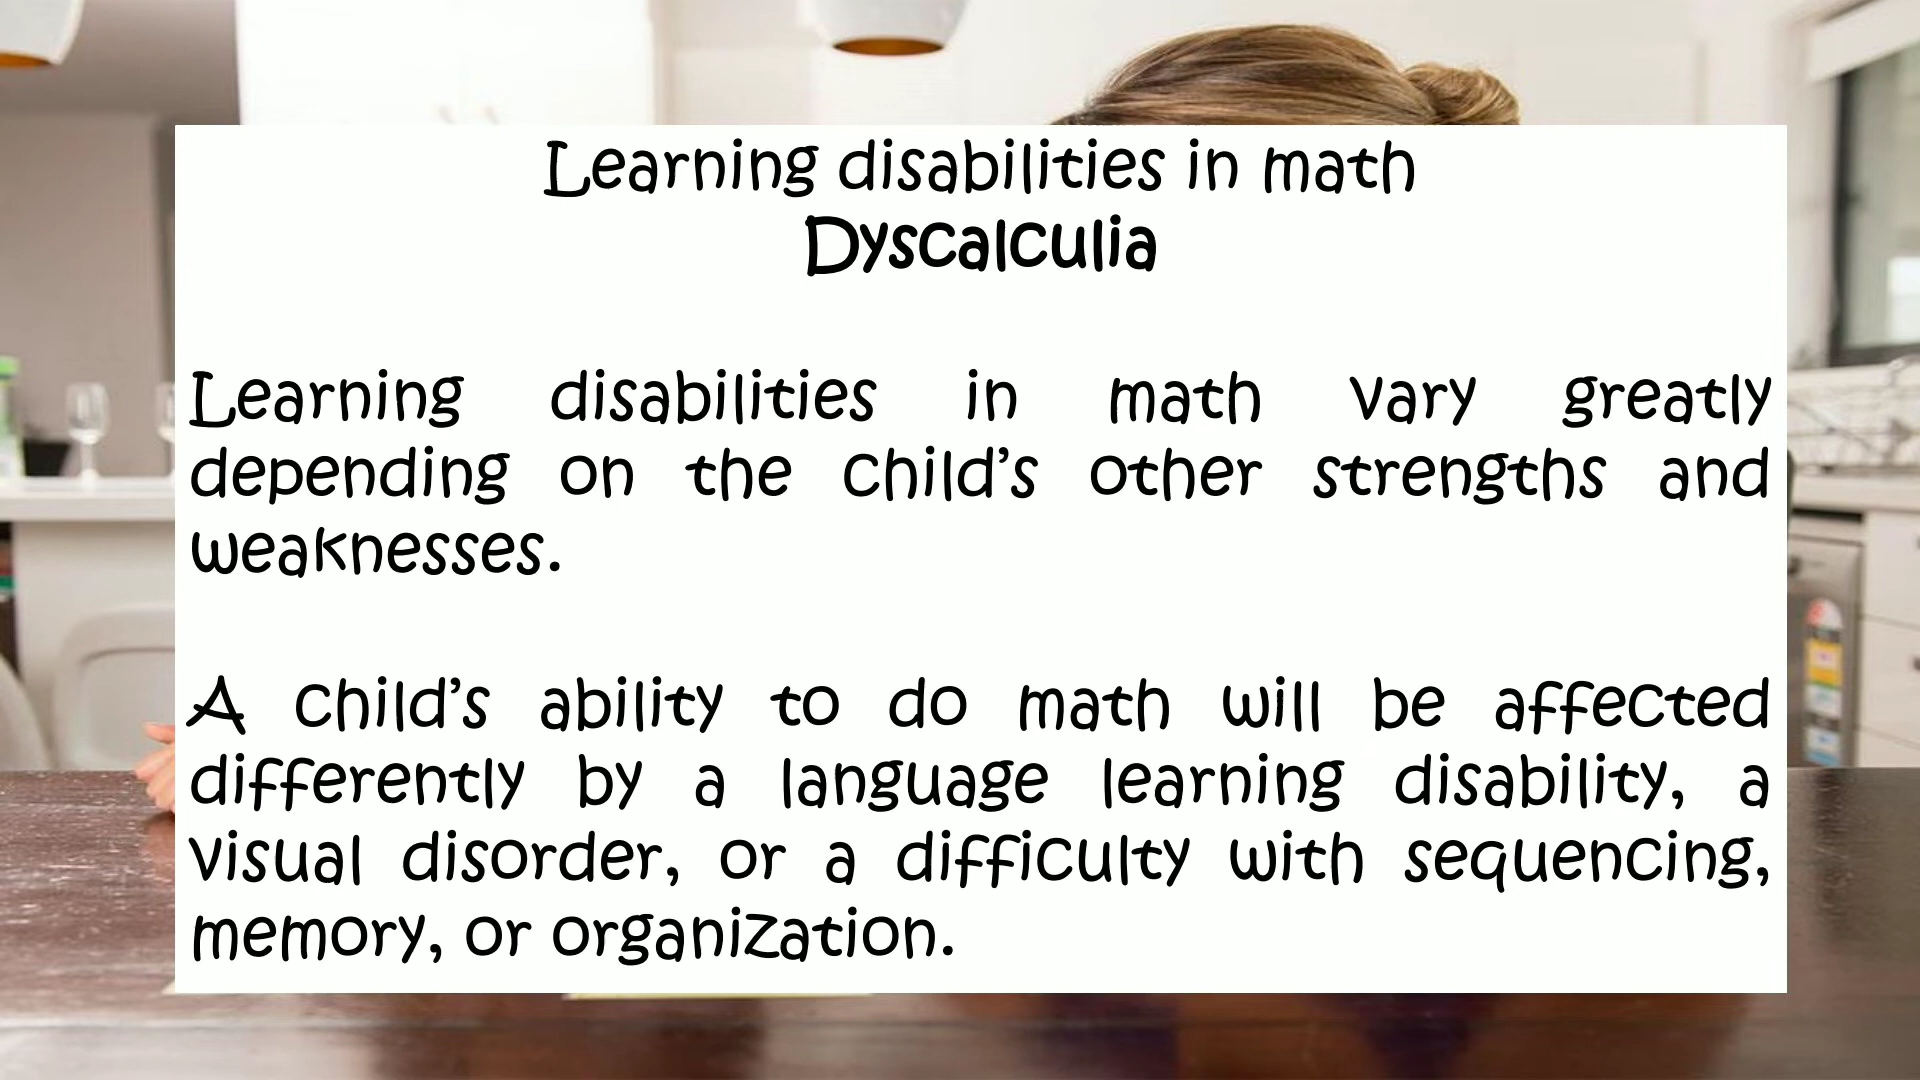 Learning disabilities in math
Dyscalculia
Learning disabilities in math vary greatly
depending on the child’s other strengths and
weaknesses.
A child’s ability to do math will be affected
differently by a language learning disability, a
visual disorder, or a difficulty with sequencing,
memory, or organization.